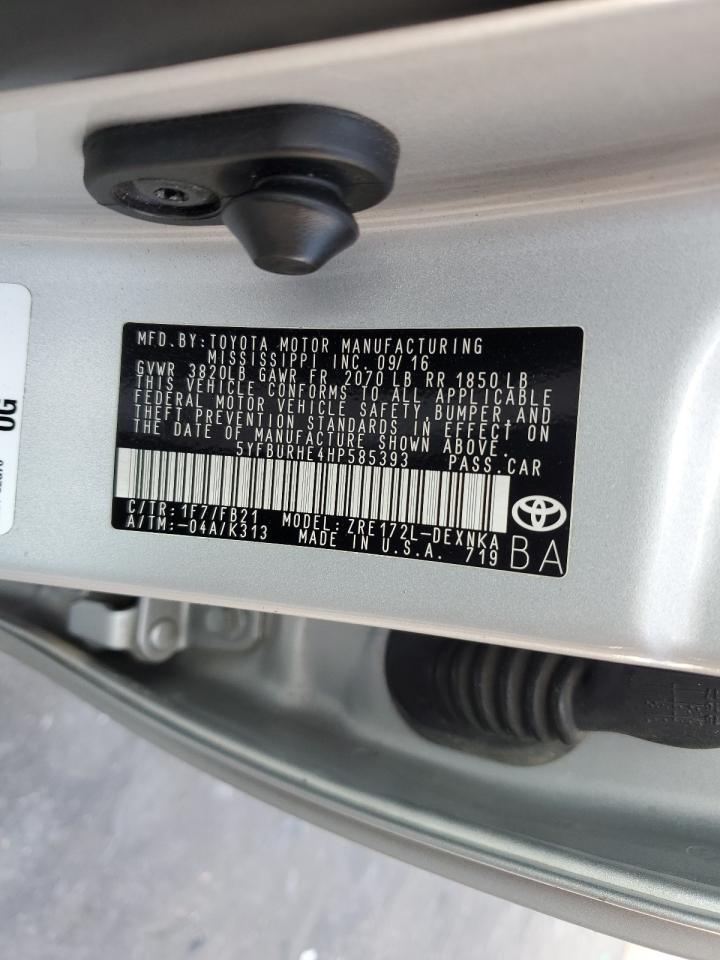 MFD.BY:TOYOTA MOTOR MANUFACTURING
MISSISSIPPI INC. 09/16
GVWR 3820LB GAWR FR 2070 LB RR 1850 LB
THIS VEHICLE CONFORMS TO ALL APPLICABLE
FEDERAL MOTOR VEHICLE SAFETY, BUMPER AND
THEFT PREVENTION STANDARDS IN EFFECT ON
THE DATE OF MANUFACTURE SHOWN ABOVE.
5YFBURHE4HP585393 PASS.CAR
C/TR:1F7/FB21 MODEL:ZRE172L-DEXNKA
A/TM:-04A/K313 MADE IN U.S.A. 719
BA
OG